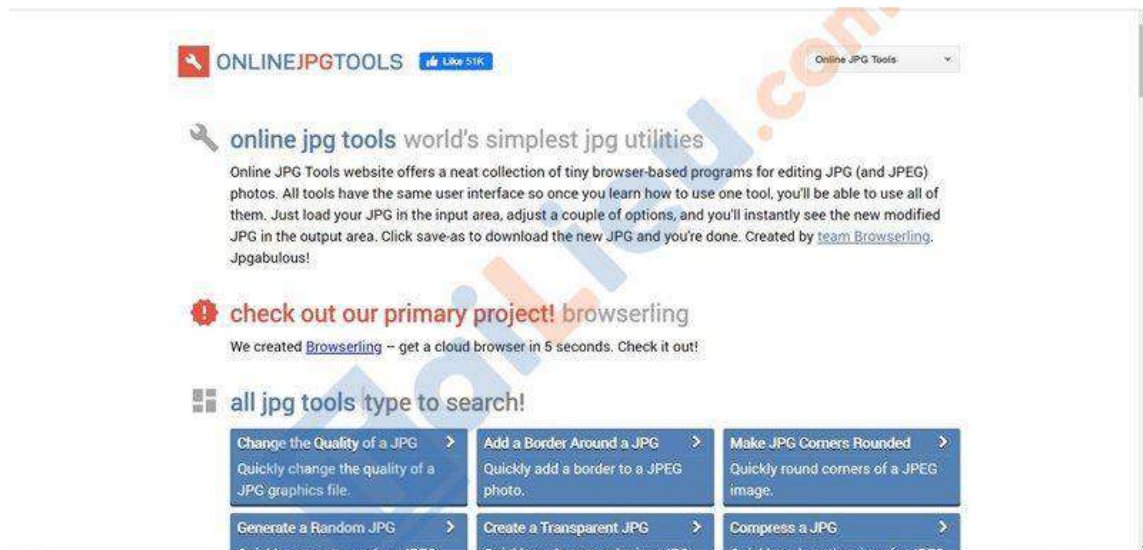 ONLINEJPGTOOLS
Like 51K
Online JPG Tools
online jpg tools world's simplest jpg utilities
Online JPG Tools website offers a neat collection of tiny browser-based programs for editing JPG (and JPEG)
photos. All tools have the same user interface so once you learn how to use one tool, you'll be able to use all of
them. Just load your JPG in the input area, adjust a couple of options, and you'll instantly see the new modified
JPG in the output area. Click save-as to download the new JPG and you're done. Created by team Browserling.
Jpgabulous!
check out our primary project! browserling
We created Browserling – get a cloud browser in 5 seconds. Check it out!
all jpg tools type to search!
Change the Quality of a JPG
Quickly change the quality of a
JPG graphics file.
Add a Border Around a JPG
Quickly add a border to a JPEG
photo.
Make JPG Corners Rounded
Quickly round corners of a JPEG
image.
Generate a Random JPG
Create a Transparent JPG
Compress a JPG
TaiLieu.com